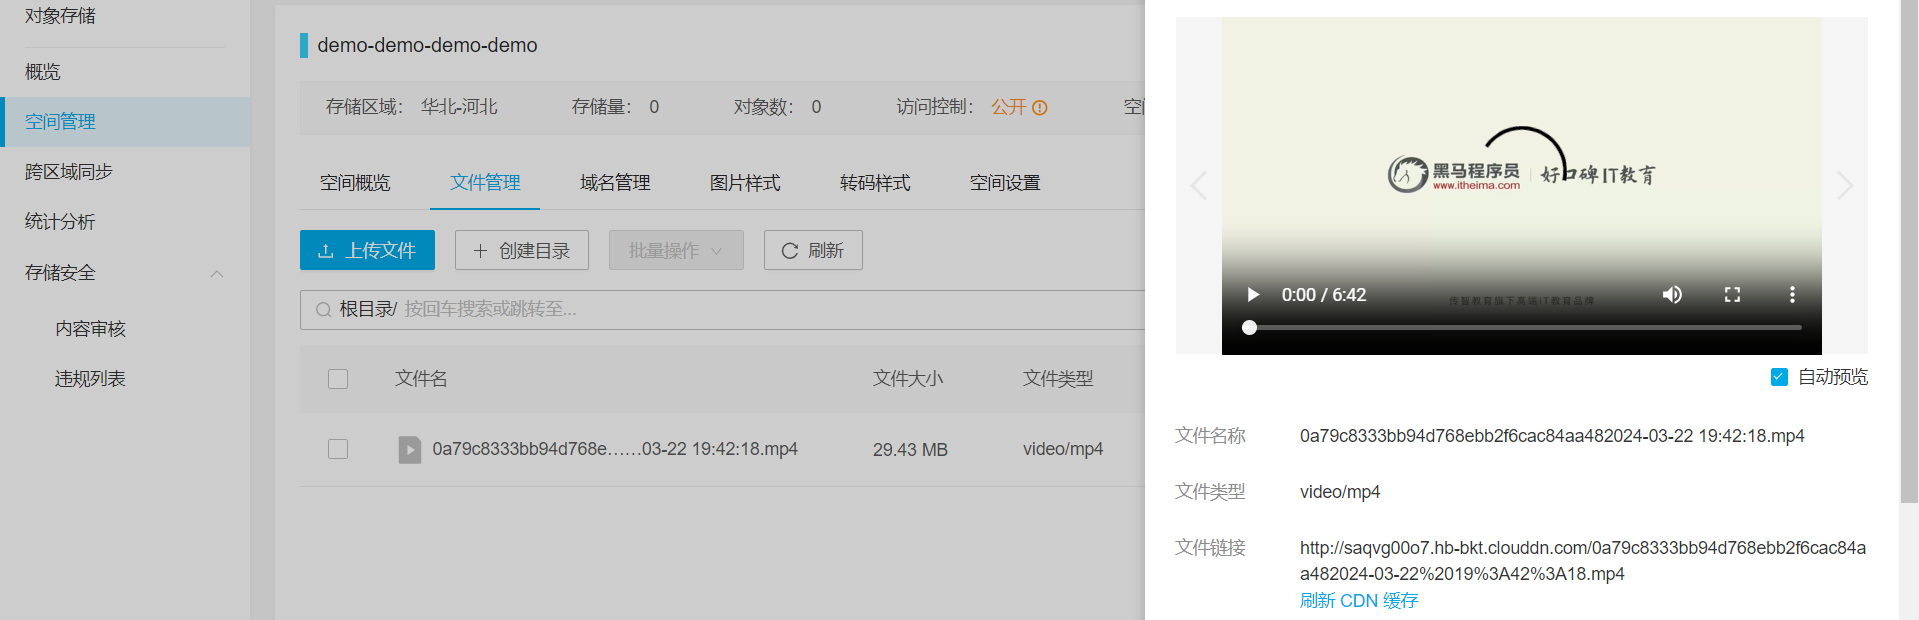 对象存储
概览
空间管理
跨区域同步
统计分析
存储安全
内容审核
违规列表
demo-demo-demo-demo
存储区域： 华北-河北 存储量： 0 对象数： 0 访问控制： 公开
空间概览 文件管理 域名管理 图片样式 转码样式 空间设置
上传文件 创建目录 批量操作 刷新
根目录/ 按回车搜索或跳转至...
文件名 文件大小 文件类型
0a79c8333bb94d768e……03-22 19:42:18.mp4 29.43 MB video/mp4
黑马程序员 好口碑IT教育
www.itheima.com
0:00 / 6:42
传智教育旗下高端IT教育品牌
自动预览
文件名称 0a79c8333bb94d768ebb2f6cac84aa482024-03-22 19:42:18.mp4
文件类型 video/mp4
文件链接 http://saqvg00o7.hb-bkt.clouddn.com/0a79c8333bb94d768ebb2f6cac84a
a482024-03-22%2019%3A42%3A18.mp4
刷新 CDN 缓存